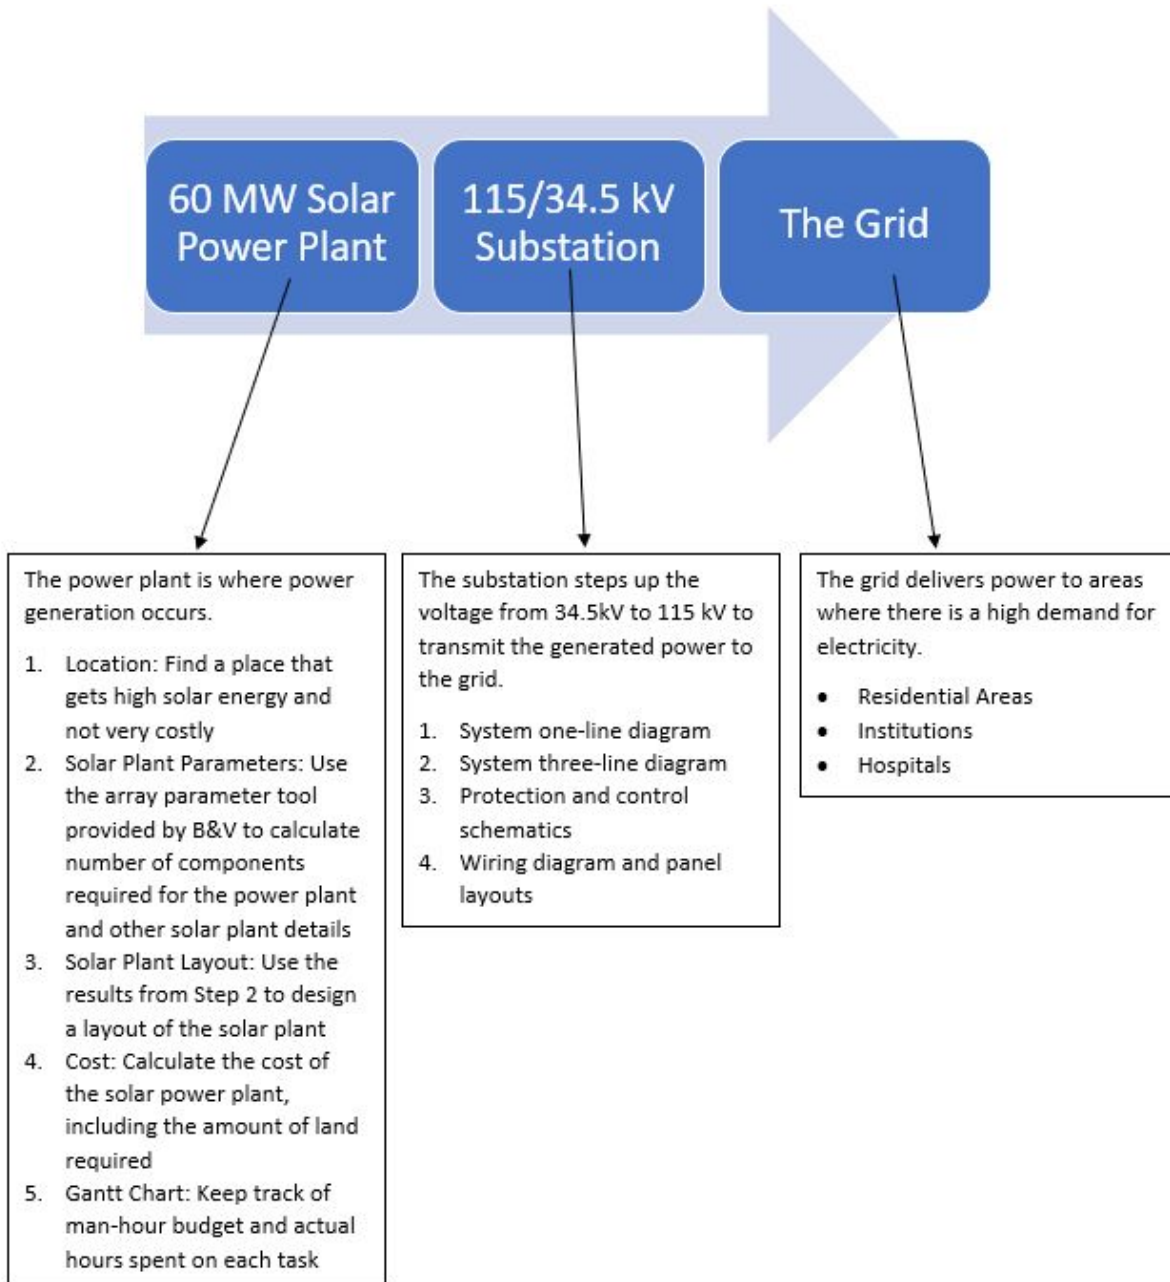 60 MW Solar
Power Plant
115/34.5 kV
Substation
The Grid
The power plant is where power
generation occurs.
1. Location: Find a place that
gets high solar energy and
not very costly
2. Solar Plant Parameters: Use
the array parameter tool
provided by B&V to calculate
number of components
required for the power plant
and other solar plant details
3. Solar Plant Layout: Use the
results from Step 2 to design
a layout of the solar plant
4. Cost: Calculate the cost of
the solar power plant,
including the amount of land
required
5. Gantt Chart: Keep track of
man-hour budget and actual
hours spent on each task
The substation steps up the
voltage from 34.5kV to 115 kV to
transmit the generated power to
the grid.
1. System one-line diagram
2. System three-line diagram
3. Protection and control
schematics
4. Wiring diagram and panel
layouts
The grid delivers power to areas
where there is a high demand for
electricity.
● Residential Areas
● Institutions
● Hospitals